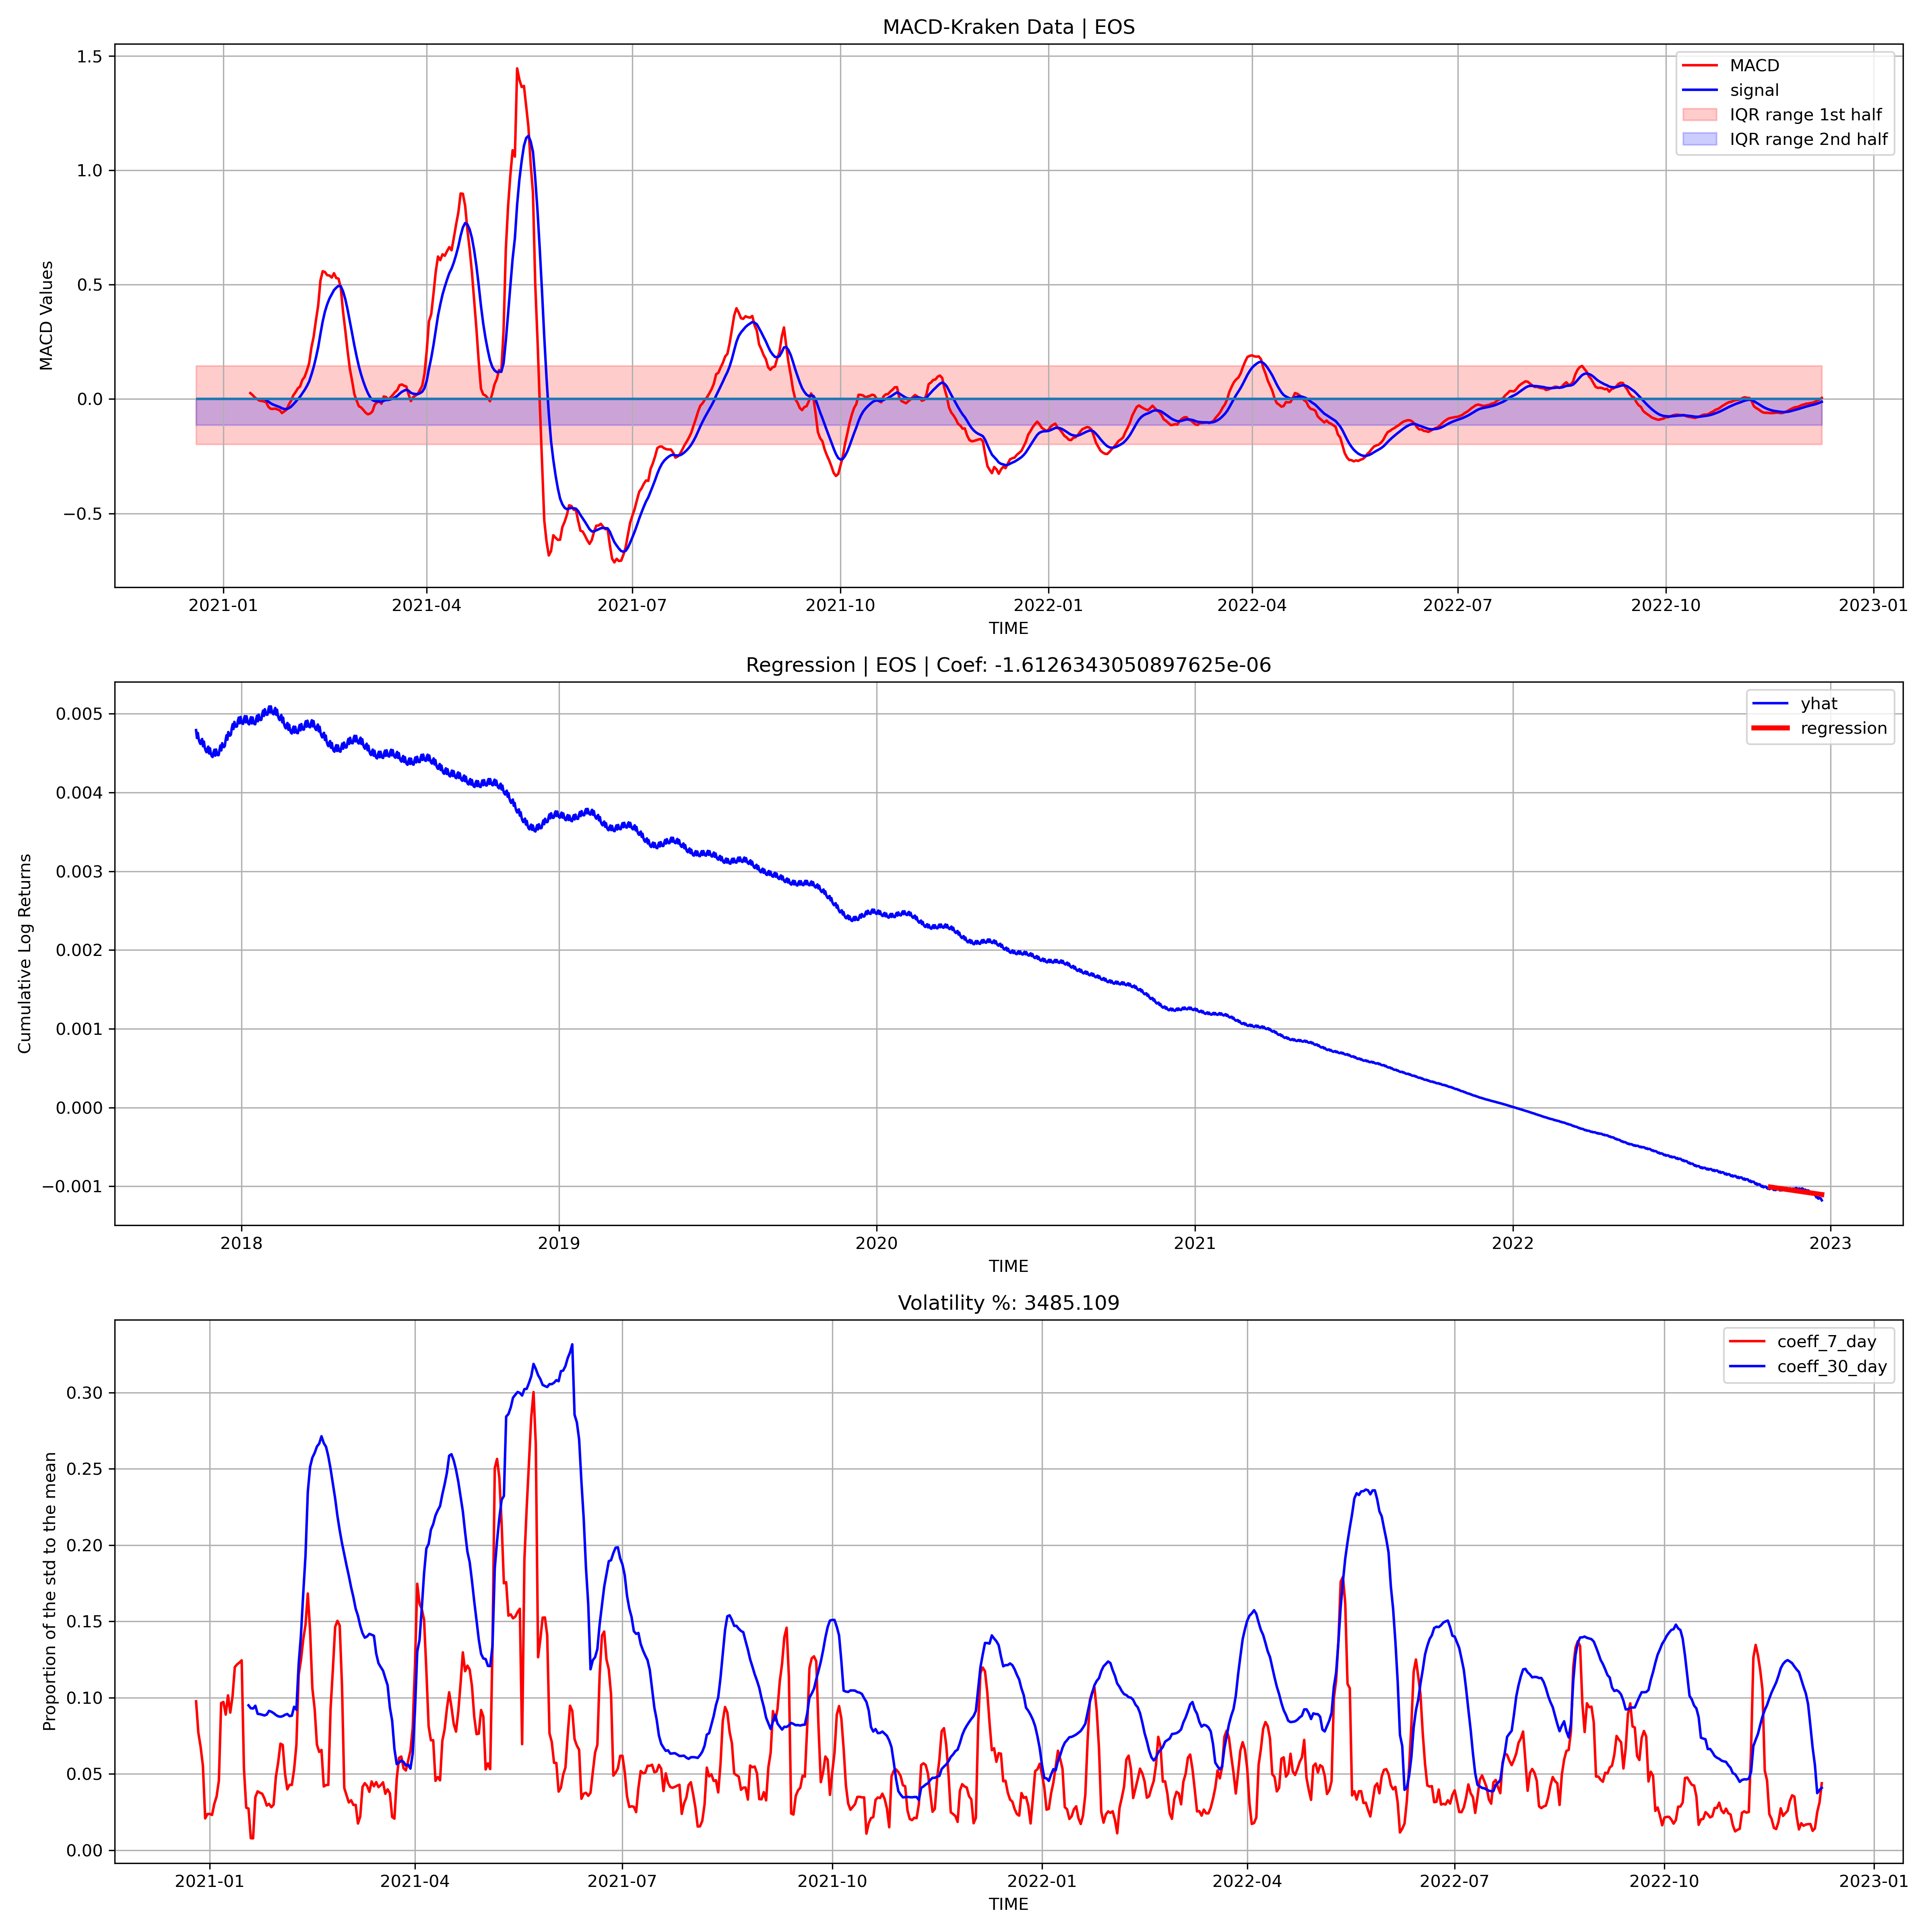 MACD-Kraken Data | EOS
MACD
signal
IQR range 1st half
IQR range 2nd half
MACD Values
1.5
1.0
0.5
0.0
−0.5
2021-01 2021-04 2021-07 2021-10 2022-01 2022-04 2022-07 2022-10 2023-01
TIME
Regression | EOS | Coef: -1.6126343050897625e-06
yhat
regression
Cumulative Log Returns
0.005
0.004
0.003
0.002
0.001
0.000
−0.001
2018 2019 2020 2021 2022 2023
TIME
Volatility %: 3485.109
coeff_7_day
coeff_30_day
Proportion of the std to the mean
0.30
0.25
0.20
0.15
0.10
0.05
0.00
2021-01 2021-04 2021-07 2021-10 2022-01 2022-04 2022-07 2022-10 2023-01
TIME